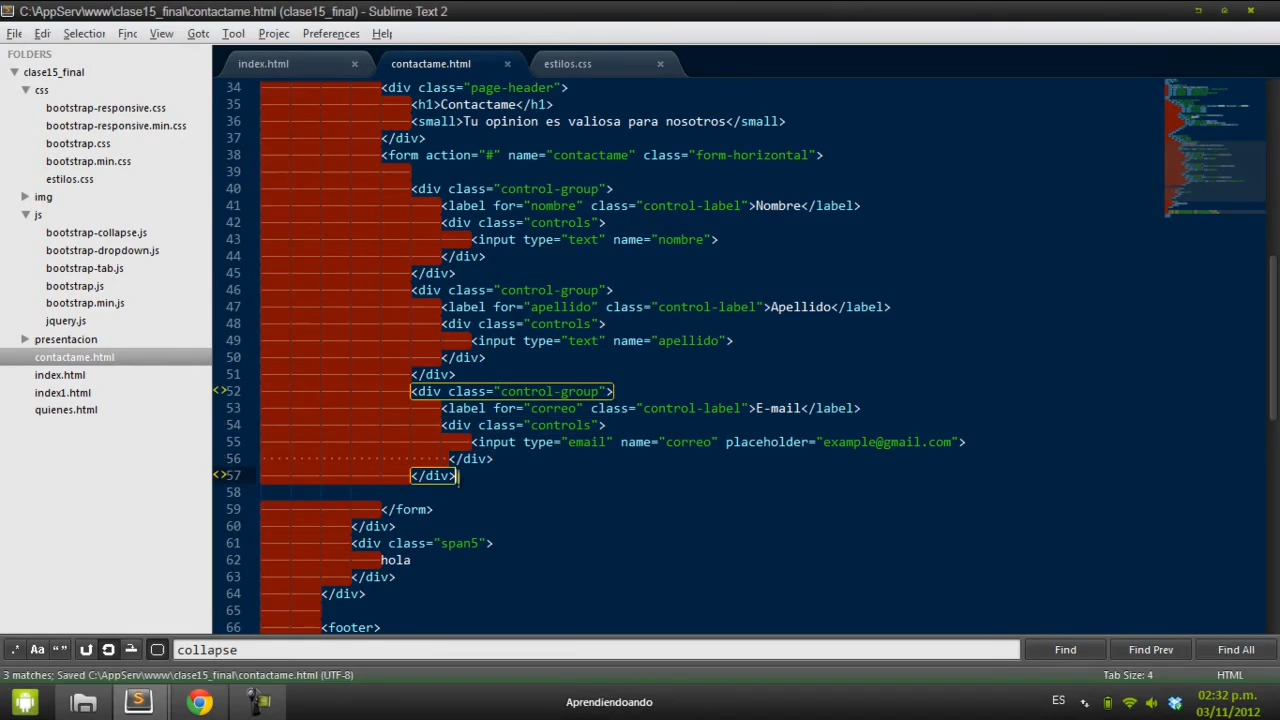 C:\AppServ\www\clase15_final\contactame.html (clase15_final) - Sublime Text 2
File Edit Selection Find View Goto Tool Project Preferences Help
FOLDERS
clase15_final
css
bootstrap-responsive.css
bootstrap-responsive.min.css
bootstrap.css
bootstrap.min.css
estilos.css
img
js
bootstrap-collapse.js
bootstrap-dropdown.js
bootstrap-tab.js
bootstrap.js
bootstrap.min.js
jquery.js
presentacion
contactame.html
index.html
index1.html
quienes.html
index.html contactame.html estilos.css
34 <div class="page-header">
35 <h1>Contactame</h1>
36 <small>Tu opinion es valiosa para nosotros</small>
37 </div>
38 <form action="#" name="contactame" class="form-horizontal">
39
40 <div class="control-group">
41 <label for="nombre" class="control-label">Nombre</label>
42 <div class="controls">
43 <input type="text" name="nombre">
44 </div>
45 </div>
46 <div class="control-group">
47 <label for="apellido" class="control-label">Apellido</label>
48 <div class="controls">
49 <input type="text" name="apellido">
50 </div>
51 </div>
52 <div class="control-group">
53 <label for="correo" class="control-label">E-mail</label>
54 <div class="controls">
55 <input type="email" name="correo" placeholder="example@gmail.com">
56 </div>
57 </div>
58
59 </form>
60 </div>
61 <div class="span5">
62 hola
63 </div>
64 </div>
65
66 <footer>
.* Aa “” collapse Find Find Prev Find All
3 matches; Saved C:\AppServ\www\clase15_final\contactame.html (UTF-8) Tab Size: 4 HTML
Aprendiendoando ES 02:32 p.m.
03/11/2012